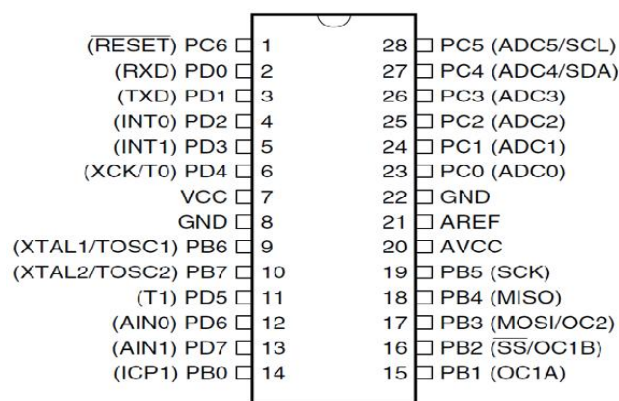 (RESET) PC6 1 28 PC5 (ADC5/SCL)
(RXD) PD0 2 27 PC4 (ADC4/SDA)
(TXD) PD1 3 26 PC3 (ADC3)
(INT0) PD2 4 25 PC2 (ADC2)
(INT1) PD3 5 24 PC1 (ADC1)
(XCK/T0) PD4 6 23 PC0 (ADC0)
VCC 7 22 GND
GND 8 21 AREF
(XTAL1/TOSC1) PB6 9 20 AVCC
(XTAL2/TOSC2) PB7 10 19 PB5 (SCK)
(T1) PD5 11 18 PB4 (MISO)
(AIN0) PD6 12 17 PB3 (MOSI/OC2)
(AIN1) PD7 13 16 PB2 (SS/OC1B)
(ICP1) PB0 14 15 PB1 (OC1A)